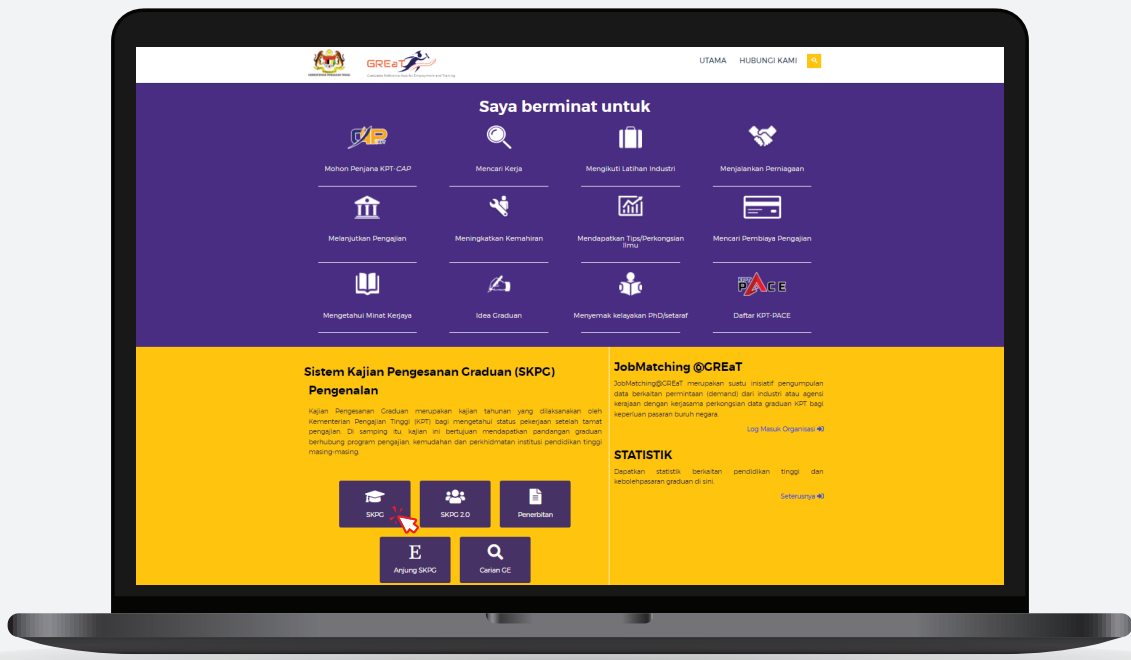 GREaT
UTAMA HUBUNGI KAMI
Saya berminat untuk
CAP
Mohon Penjana KPT-CAP
Mencari Kerja
Mengikuti Latihan Industri
Menjalankan Perniagaan
Melanjutkan Pengajian
Meningkatkan Kemahiran
Mendapatkan Tips/Perkongsian
Ilmu
Mencari Pembiaya Pengajian
Mengetahui Minat Kerjaya
Idea Graduan
Menyemak kelayakan PhD/setaraf
PACE
Daftar KPT-PACE
Sistem Kajian Pengesanan Graduan (SKPG)
Pengenalan
Kajian Pengesanan Graduan merupakan kajian tahunan yang dilaksanakan oleh
Kementerian Pengajian Tinggi (KPT) bagi mengetahui status pekerjaan setelah tamat
pengajian. Di samping itu kajian ini bertujuan mendapatkan pandangan graduan
berhubung program pengajian, kemudahan dan perkhidmatan institusi pendidikan tinggi
masing-masing.
SKPG
SKPG 2.0
Penerbitan
E
Anjung SKPG
Carian GE
JobMatching @GREaT
JobMatching@GREaT merupakan suatu inisiatif pengumpulan
data berkaitan permintaan (demand) dari industri atau agensi
kerajaan dengan kerjasama perkongsian data graduan KPT bagi
keperluan pasaran buruh negara.
Log Masuk Organisasi
STATISTIK
Dapatkan statistik berkaitan pendidikan tinggi dan
kebolehpasaran graduan di sini.
Seterusnya